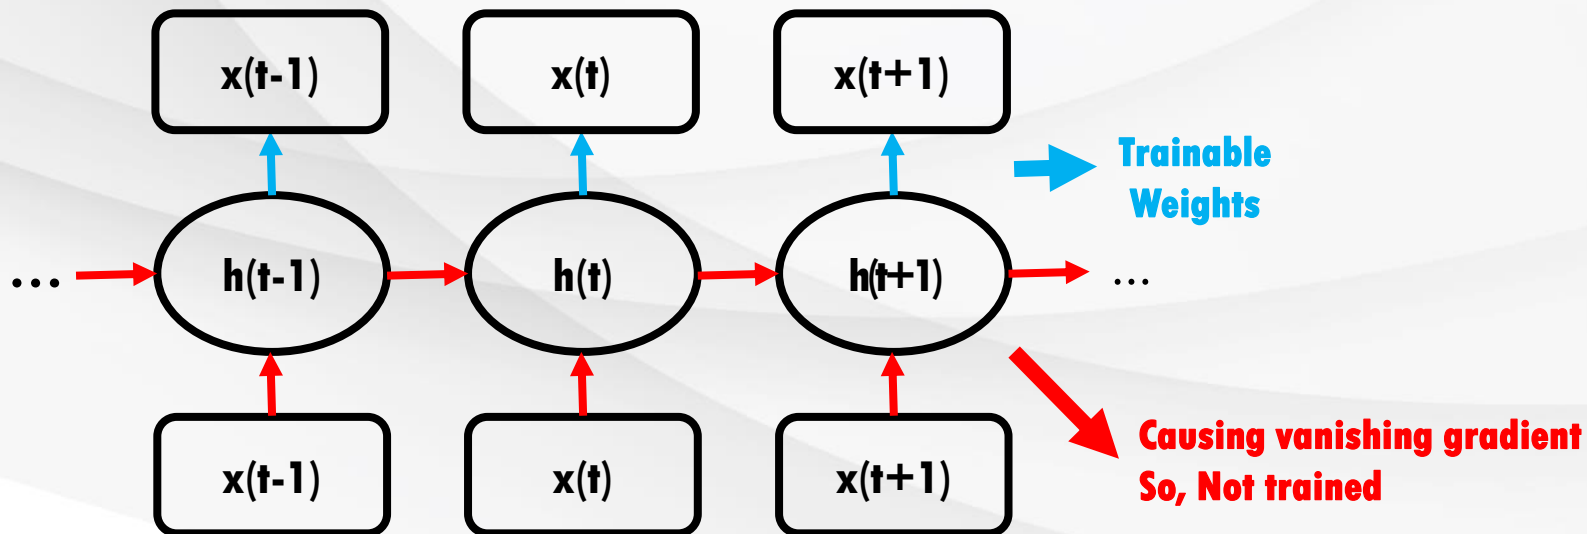 x(t-1)
x(t)
x(t+1)
Trainable
Weights
...
h(t-1)
h(t)
h(t+1)
...
Causing vanishing gradient
So, Not trained
x(t-1)
x(t)
x(t+1)